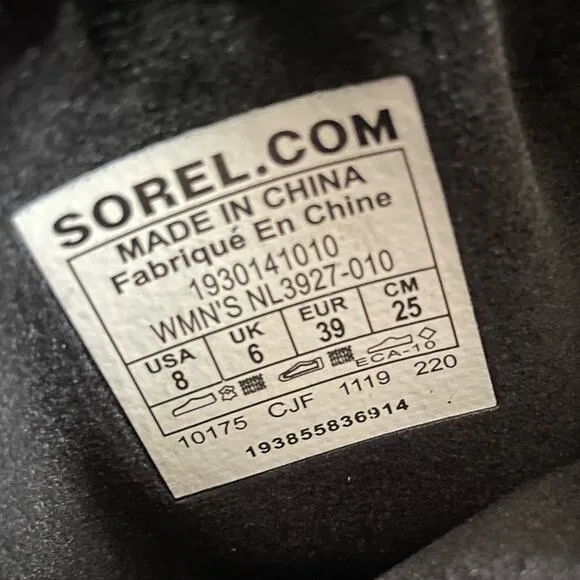 SOREL.COM
MADE IN CHINA
Fabriqué En Chine
1930141010
WMN'S NL3927-010
USA UK EUR CM
8 6 39 25
ECA-10
10175 CJF 1119 220
193855836914